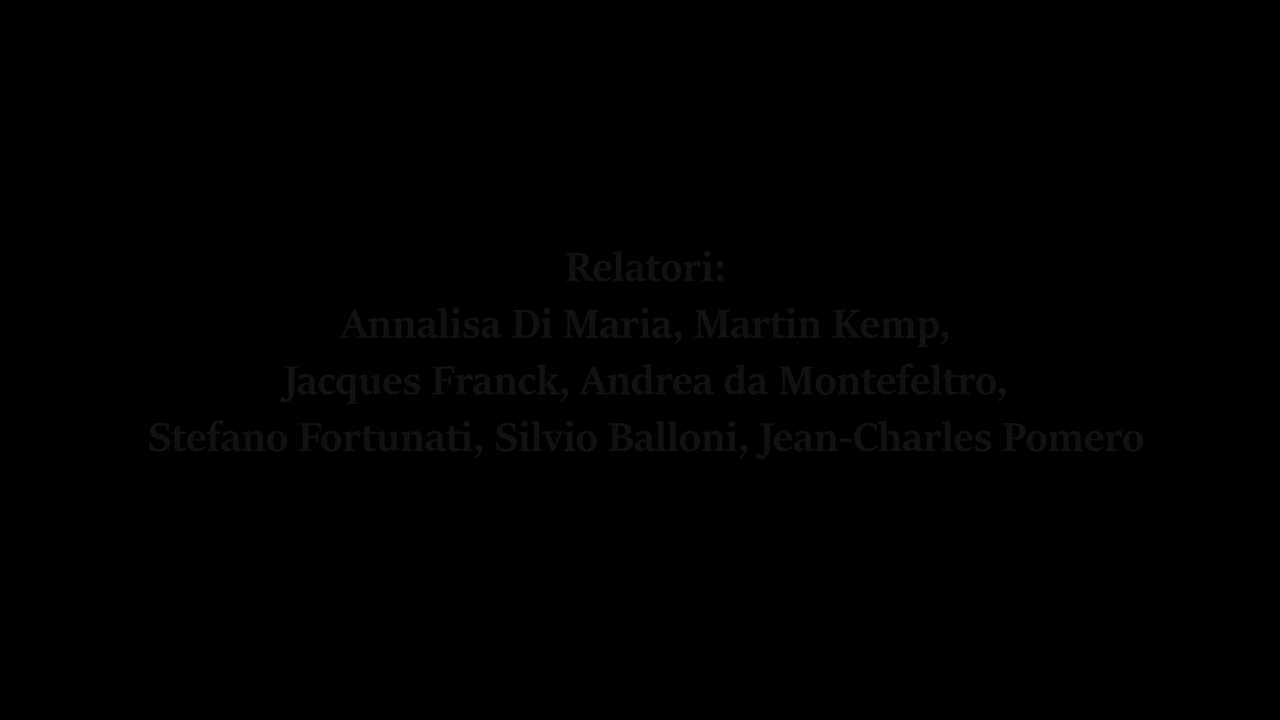 Relatori:
Annalisa Di Maria, Martin Kemp,
Jacques Franck, Andrea da Montefeltro,
Stefano Fortunati, Silvio Balloni, Jean-Charles Pomero